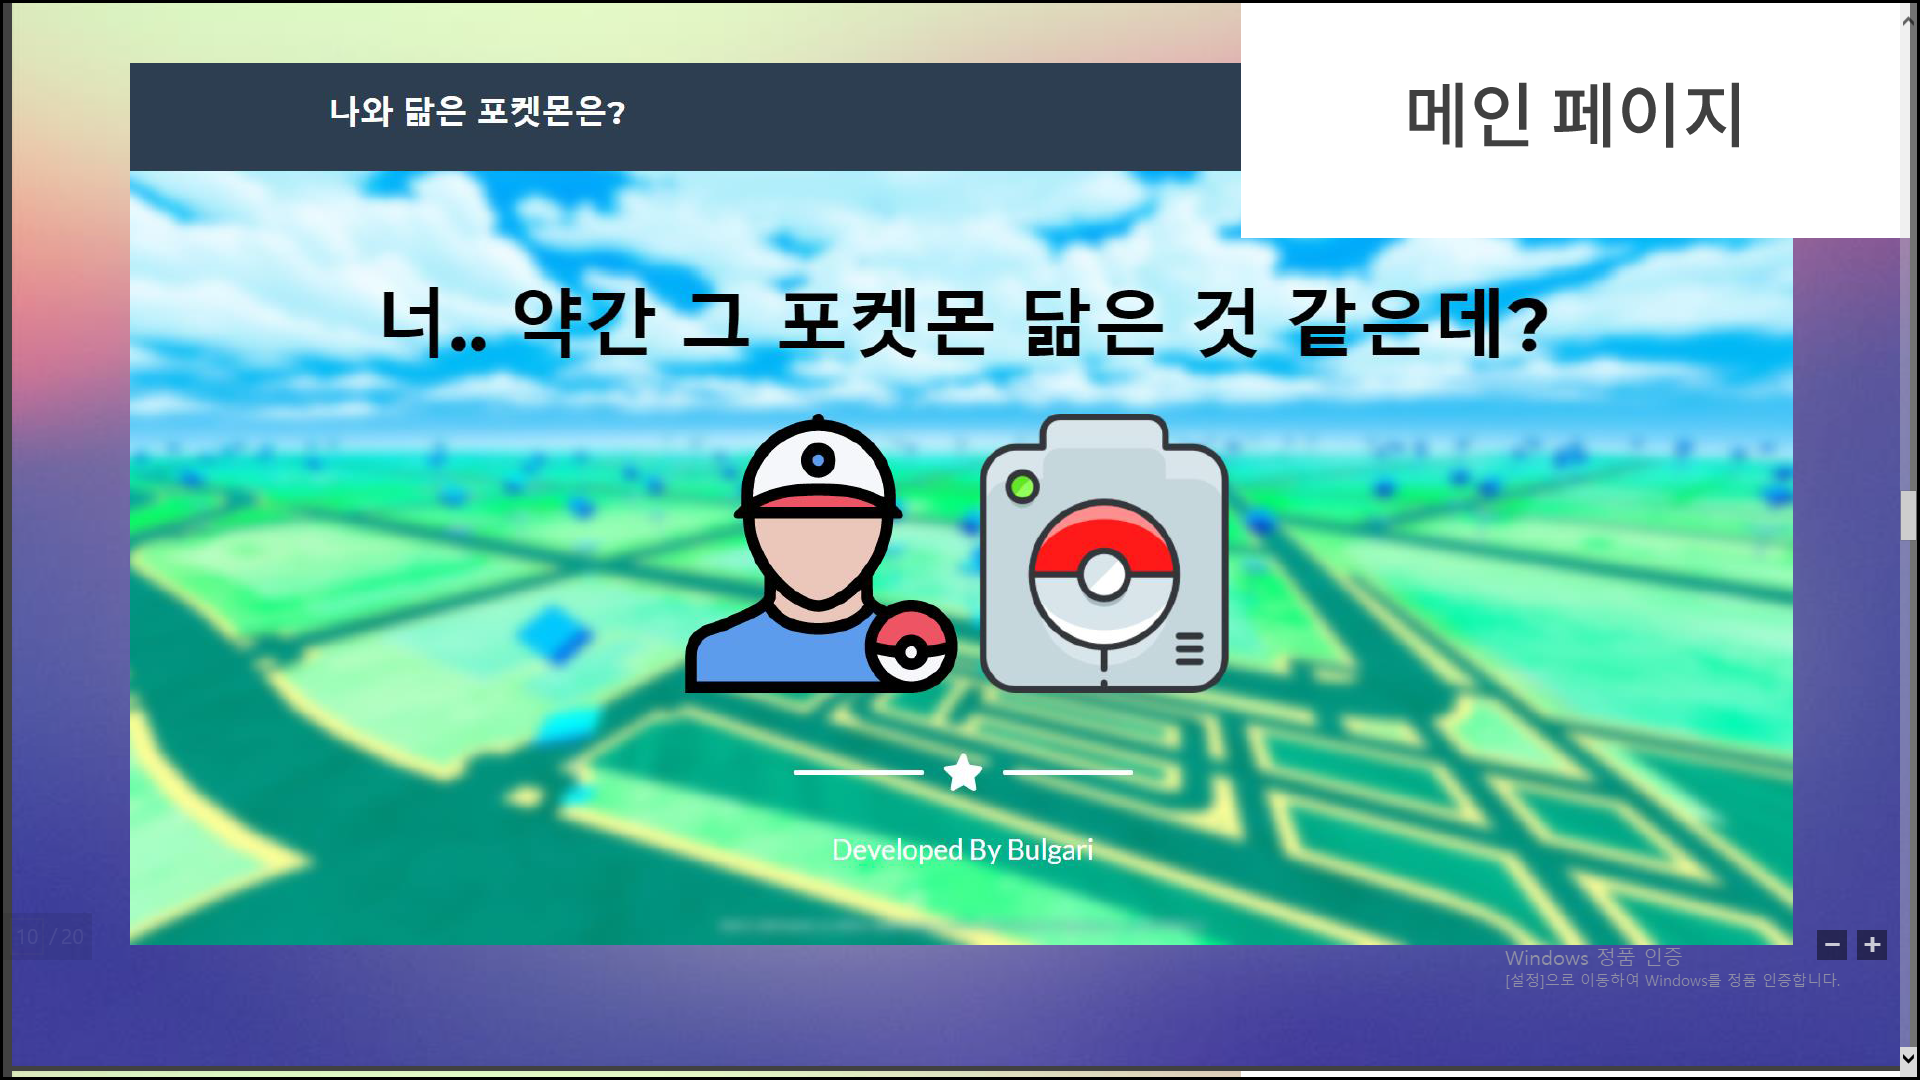 나와 닮은 포켓몬은?
메인 페이지
너.. 약간 그 포켓몬 닮은 것 같은데?
Developed By Bulgari
10 / 20
Windows 정품 인증
[설정]으로 이동하여 Windows를 정품 인증합니다.